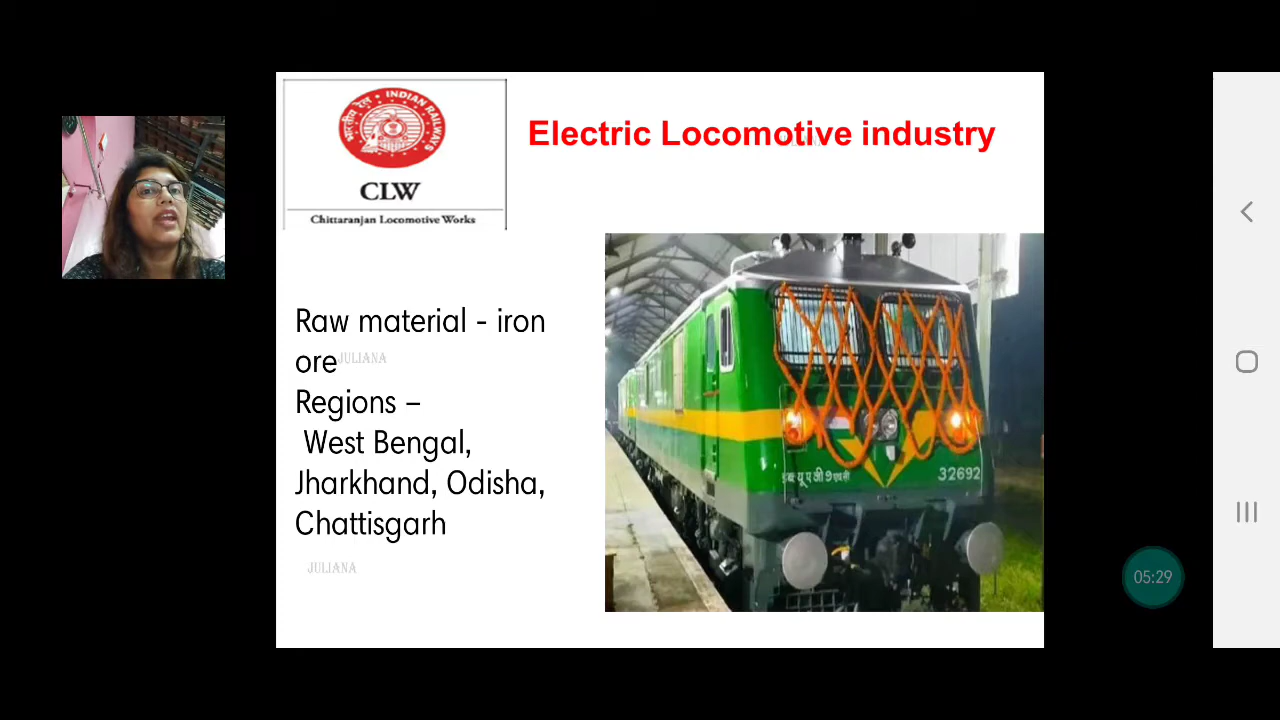 भारतीय रेल INDIAN RAILWAYS
CLW
Chittaranjan Locomotive Works
Electric Locomotive industry
Raw material - iron
ore
JULIANA
Regions –
West Bengal,
Jharkhand, Odisha,
Chattisgarh
JULIANA
32692
05:29